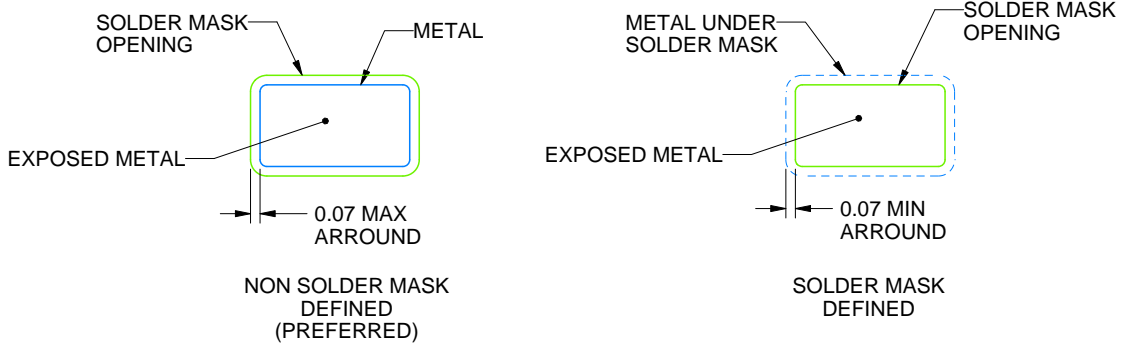 SOLDER MASK
OPENING
METAL
EXPOSED METAL
0.07 MAX
ARROUND
NON SOLDER MASK
DEFINED
(PREFERRED)
METAL UNDER
SOLDER MASK
SOLDER MASK
OPENING
EXPOSED METAL
0.07 MIN
ARROUND
SOLDER MASK
DEFINED